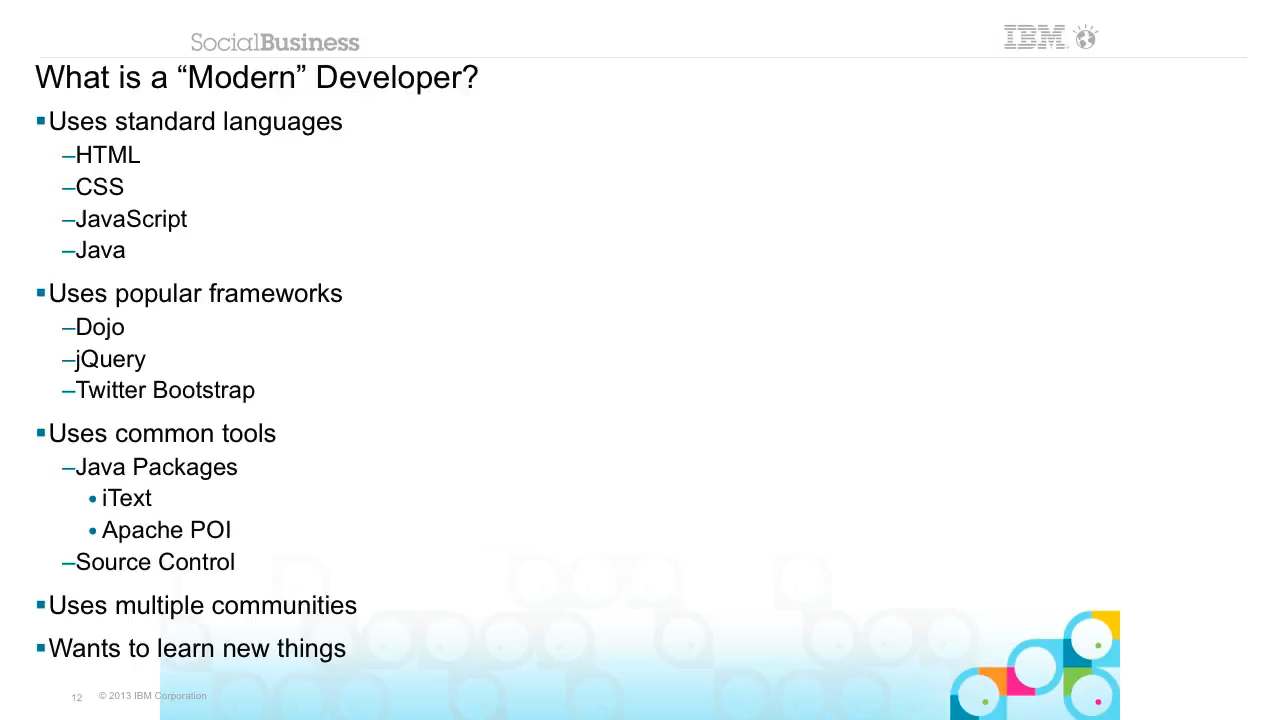 SocialBusiness
IBM
What is a “Modern” Developer?
▪Uses standard languages
–HTML
–CSS
–JavaScript
–Java
▪Uses popular frameworks
–Dojo
–jQuery
–Twitter Bootstrap
▪Uses common tools
–Java Packages
• iText
• Apache POI
–Source Control
▪Uses multiple communities
▪Wants to learn new things
12 © 2013 IBM Corporation